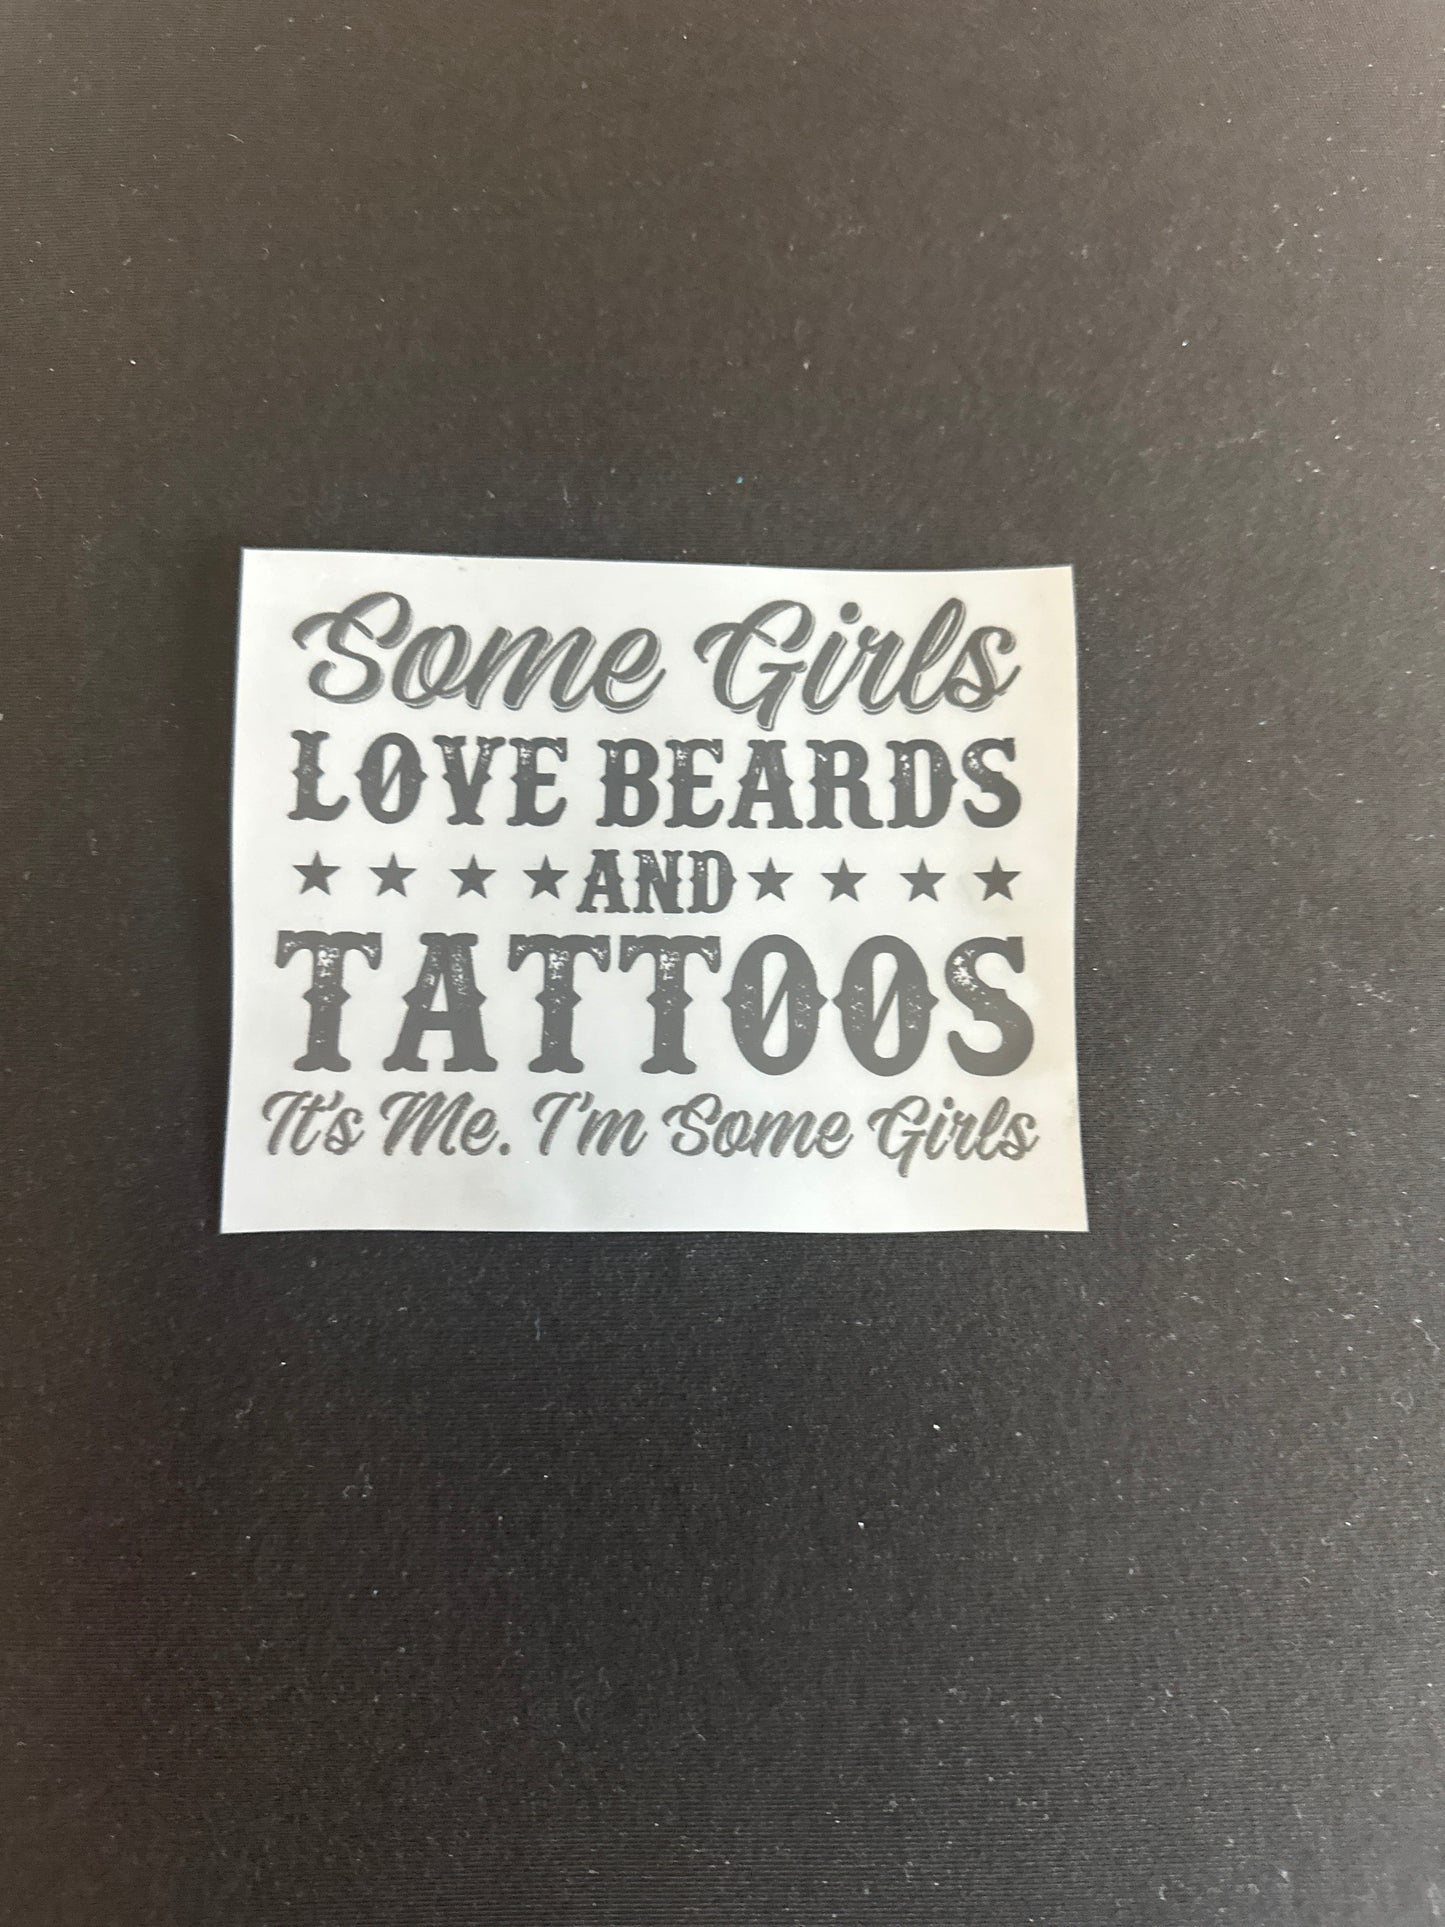 Some Girls
LOVE BEARDS
★ ★ ★ ★ AND ★ ★ ★ ★
TATTOOS
It's Me. I'm Some Girls